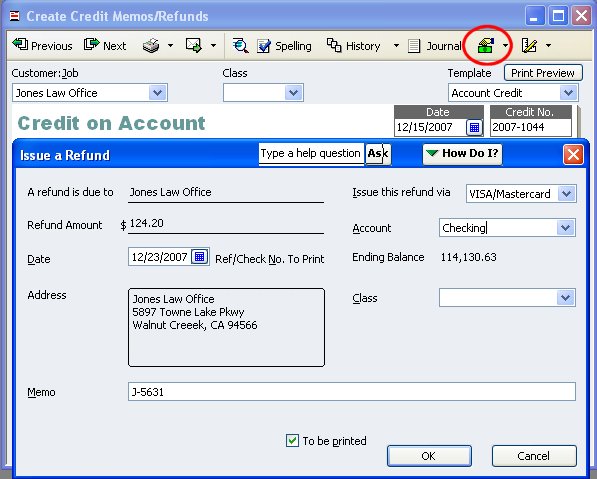 Create Credit Memos/Refunds
Previous Next Spelling History Journal
Customer:Job Class Template Print Preview
Jones Law Office Account Credit
Credit on Account Date Credit No.
12/15/2007 2007-1044
Issue a Refund Type a help question Ask How Do I?
A refund is due to Jones Law Office Issue this refund via VISA/Mastercard
Refund Amount $ 124.20 Account Checking
Date 12/23/2007 Ref/Check No. To Print Ending Balance 114,130.63
Address Jones Law Office Class
5897 Towne Lake Pkwy
Walnut Creeek, CA 94566
Memo J-5631
To be printed OK Cancel